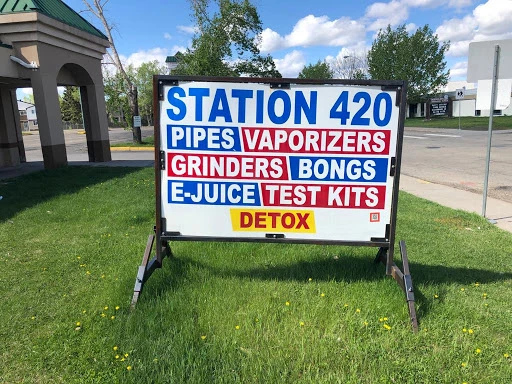 STATION 420
PIPES VAPORIZERS
GRINDERS BONGS
E-JUICE TEST KITS
DETOX